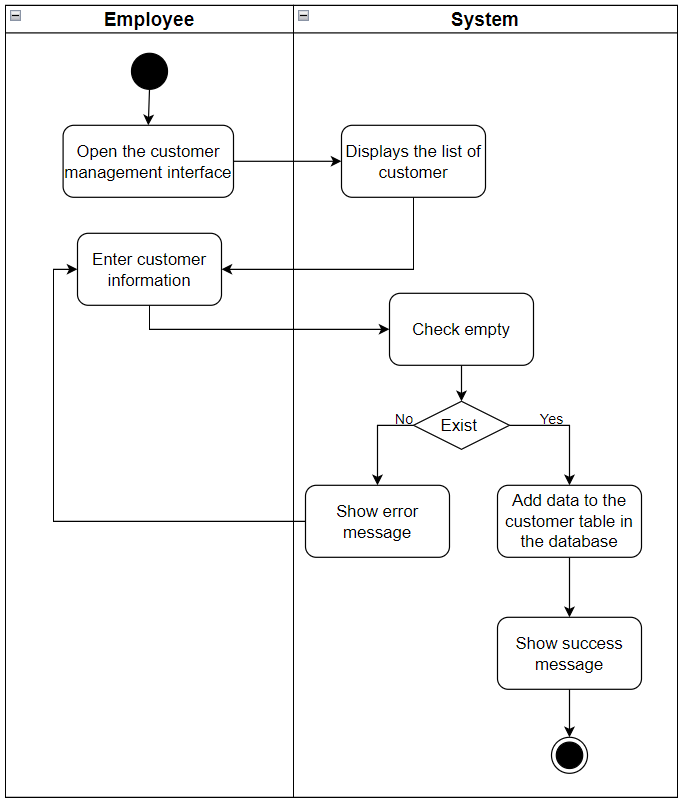 Employee
System
Open the customer
management interface
Displays the list of
customer
Enter customer
information
Check empty
No
Exist
Yes
Show error
message
Add data to the
customer table in
the database
Show success
message